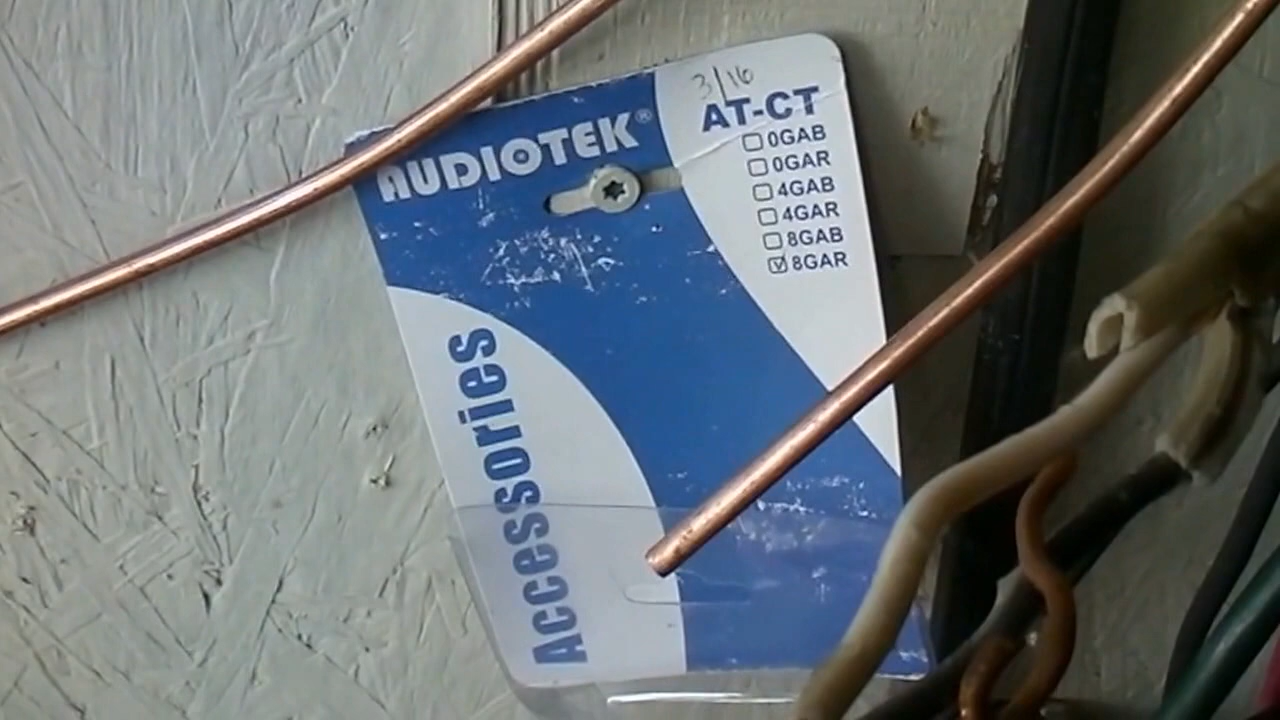 3/16
AUDIOTEK®
AT-CT
0GAB
0GAR
4GAB
4GAR
8GAB
8GAR
Accessories